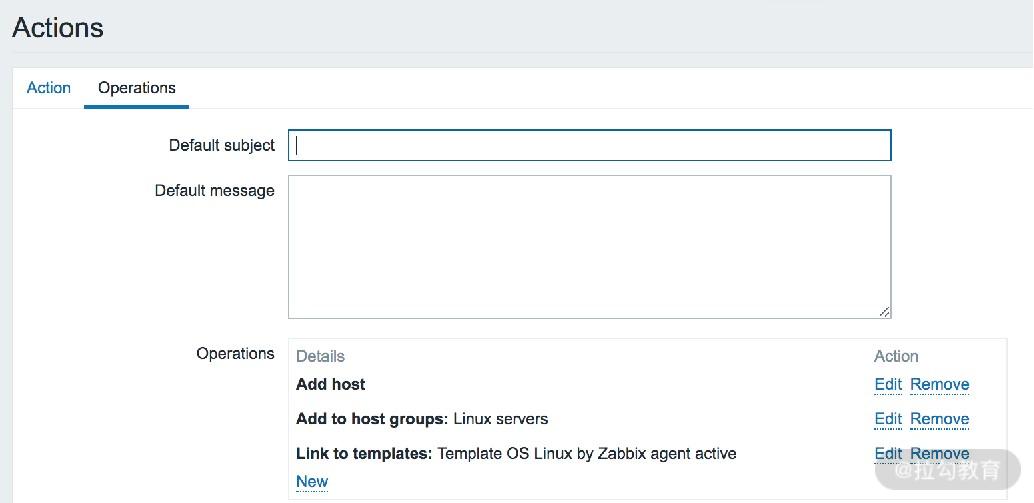 Actions
Action Operations
Default subject
Default message
Operations Details Action
Add host Edit Remove
Add to host groups: Linux servers Edit Remove
Link to templates: Template OS Linux by Zabbix agent active Edit Remove
New
@拉勾教育